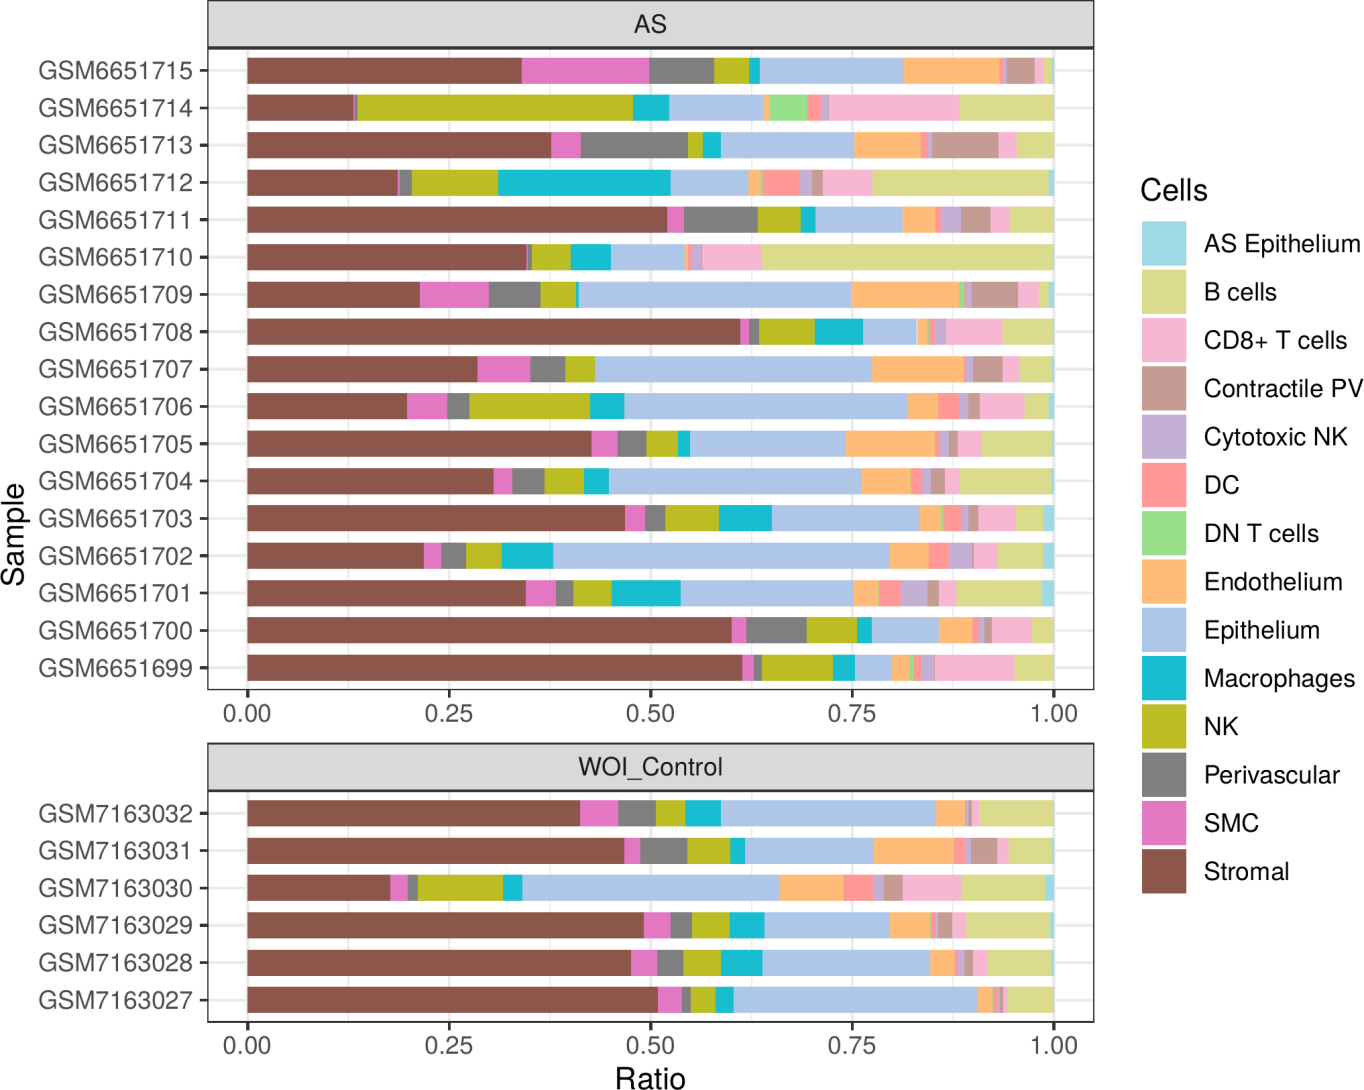 AS
GSM6651715
GSM6651714
GSM6651713
GSM6651712
GSM6651711
GSM6651710
GSM6651709
GSM6651708
GSM6651707
GSM6651706
GSM6651705
GSM6651704
GSM6651703
GSM6651702
GSM6651701
GSM6651700
GSM6651699
0.00 0.25 0.50 0.75 1.00
WOI_Control
GSM7163032
GSM7163031
GSM7163030
GSM7163029
GSM7163028
GSM7163027
0.00 0.25 0.50 0.75 1.00
Ratio
Sample
Cells
AS Epithelium
B cells
CD8+ T cells
Contractile PV
Cytotoxic NK
DC
DN T cells
Endothelium
Epithelium
Macrophages
NK
Perivascular
SMC
Stromal